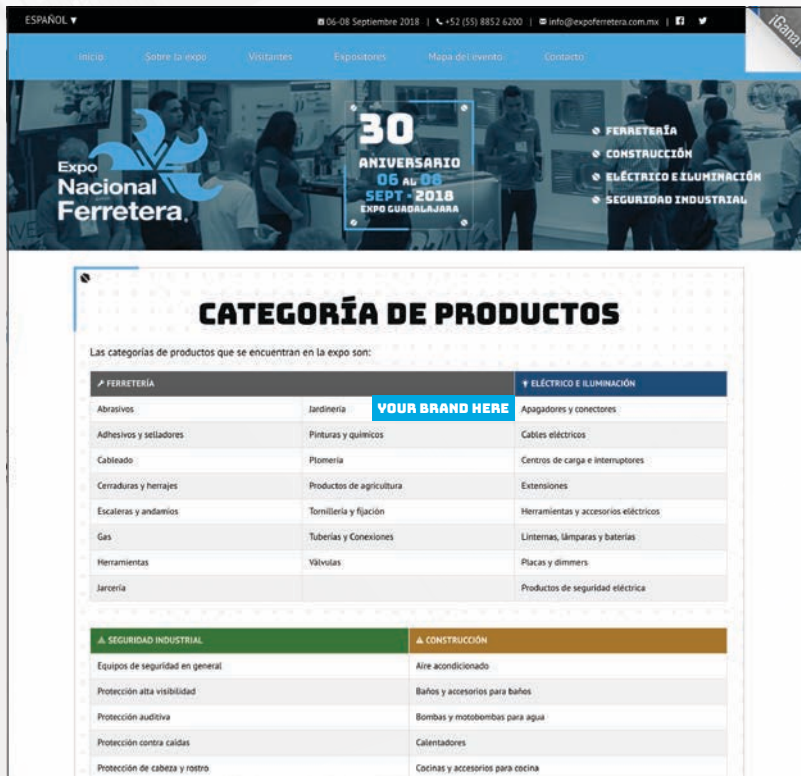 ESPAÑOL ▼
06-08 Septiembre 2018 | +52 (55) 8852 6200 | info@expoferretera.com.mx |
¡Gana!
Inicio Sobre la expo Visitantes Expositores Mapa del evento Contacto
Expo
Nacional
Ferretera.
30
ANIVERSARIO
06 AL 08
SEPT • 2018
EXPO GUADALAJARA
FERRETERÍA
CONSTRUCCIÓN
ELÉCTRICO E ILUMINACIÓN
SEGURIDAD INDUSTRIAL
CATEGORÍA DE PRODUCTOS
Las categorías de productos que se encuentran en la expo son:
FERRETERÍA ELÉCTRICO E ILUMINACIÓN
Abrasivos Jardinería YOUR BRAND HERE Apagadores y conectores
Adhesivos y selladores Pinturas y químicos Cables eléctricos
Cableado Plomería Centros de carga e interruptores
Cerraduras y herrajes Productos de agricultura Extensiones
Escaleras y andamios Tornillería y fijación Herramientas y accesorios eléctricos
Gas Tuberías y Conexiones Linternas, lámparas y baterías
Herramientas Válvulas Placas y dimmers
Jarcería Productos de seguridad eléctrica
SEGURIDAD INDUSTRIAL CONSTRUCCIÓN
Equipos de seguridad en general Aire acondicionado
Protección alta visibilidad Baños y accesorios para baños
Protección auditiva Bombas y motobombas para agua
Protección contra caídas Calentadores
Protección de cabeza y rostro Cocinas y accesorios para cocina